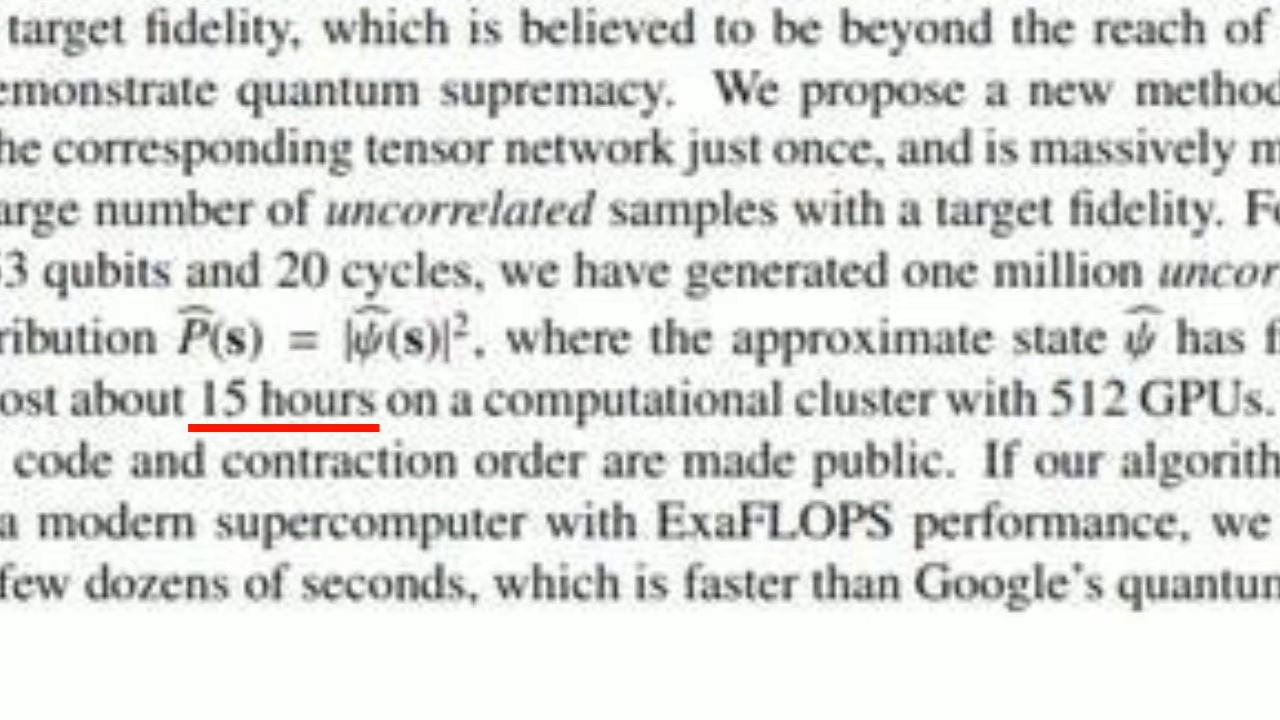 target fidelity, which is believed to be beyond the reach of
emonstrate quantum supremacy. We propose a new method
he corresponding tensor network just once, and is massively m
arge number of uncorrelated samples with a target fidelity. Fo
53 qubits and 20 cycles, we have generated one million uncor
ribution P̂(s) = |ψ̂(s)|², where the approximate state ψ̂ has f
ost about 15 hours on a computational cluster with 512 GPUs.
code and contraction order are made public. If our algorith
a modern supercomputer with ExaFLOPS performance, we
few dozens of seconds, which is faster than Google's quantum